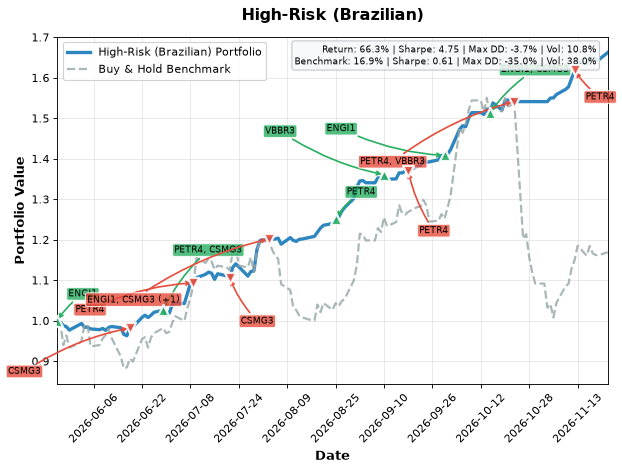 High-Risk (Brazilian)
High-Risk (Brazilian) Portfolio
Buy & Hold Benchmark
Return: 66.3% | Sharpe: 4.75 | Max DD: -3.7% | Vol: 10.8%
Benchmark: 16.9% | Sharpe: 0.61 | Max DD: -35.0% | Vol: 38.0%
ENGI1, CSMG3
PETR4
VBBR3
ENGI1
PETR4, VBBR3
PETR4
PETR4
PETR4, CSMG3
ENGI1
ENGI1, CSMG3 (+1)
PETR4
CSMG3
CSMG3
Portfolio Value
1.7
1.6
1.5
1.4
1.3
1.2
1.1
1.0
0.9
2026-06-06
2026-06-22
2026-07-08
2026-07-24
2026-08-09
2026-08-25
2026-09-10
2026-09-26
2026-10-12
2026-10-28
2026-11-13
Date